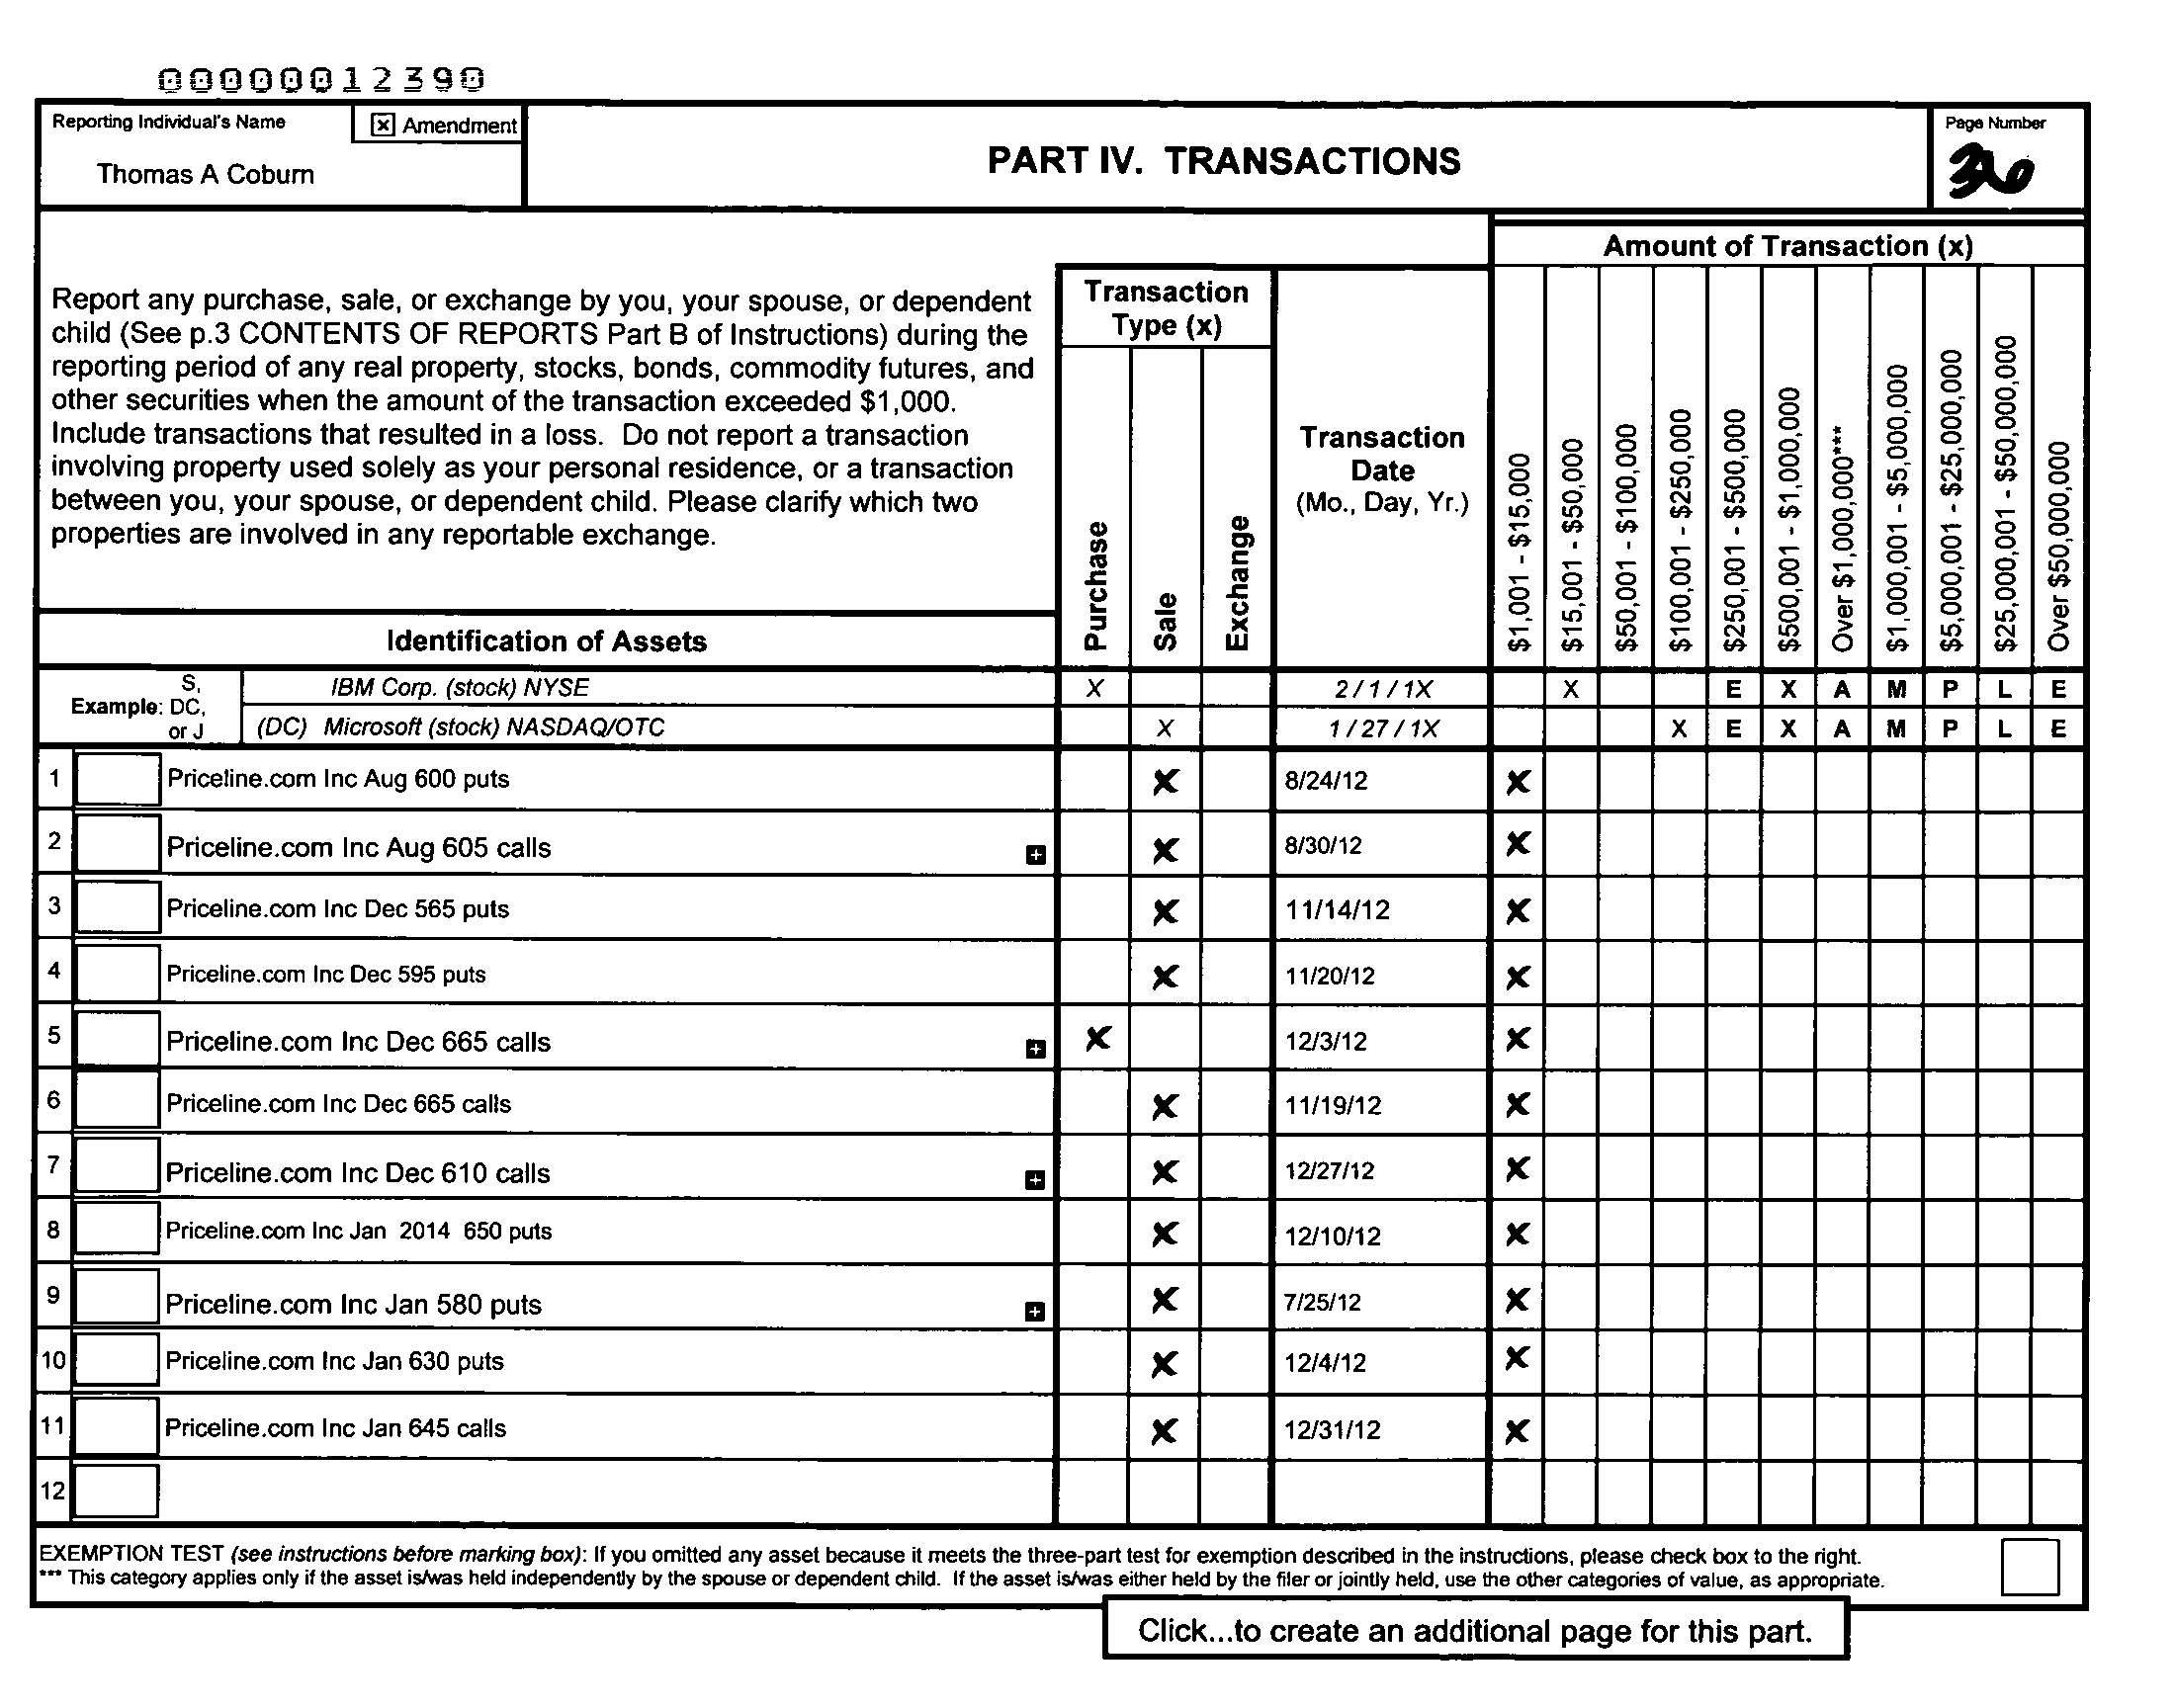 00000012390
Reporting Individual's Name
[x] Amendment
Thomas A Coburn
PART IV. TRANSACTIONS
Page Number
36
Amount of Transaction (x)
Report any purchase, sale, or exchange by you, your spouse, or dependent
child (See p.3 CONTENTS OF REPORTS Part B of Instructions) during the
reporting period of any real property, stocks, bonds, commodity futures, and
other securities when the amount of the transaction exceeded $1,000.
Include transactions that resulted in a loss. Do not report a transaction
involving property used solely as your personal residence, or a transaction
between you, your spouse, or dependent child. Please clarify which two
properties are involved in any reportable exchange.
Transaction
Type (x)
Purchase
Sale
Exchange
Transaction
Date
(Mo., Day, Yr.)
$1,001 - $15,000
$15,001 - $50,000
$50,001 - $100,000
$100,001 - $250,000
$250,001 - $500,000
$500,001 - $1,000,000
Over $1,000,000***
$1,000,001 - $5,000,000
$5,000,001 - $25,000,000
$25,000,001 - $50,000,000
Over $50,000,000
Identification of Assets
Example: S, DC, or J
IBM Corp. (stock) NYSE X 2 / 1 / 1X X E X A M P L E
(DC) Microsoft (stock) NASDAQ/OTC X 1 / 27 / 1X X E X A M P L E
1 Priceline.com Inc Aug 600 puts X 8/24/12 X
2 Priceline.com Inc Aug 605 calls + X 8/30/12 X
3 Priceline.com Inc Dec 565 puts X 11/14/12 X
4 Priceline.com Inc Dec 595 puts X 11/20/12 X
5 Priceline.com Inc Dec 665 calls + X 12/3/12 X
6 Priceline.com Inc Dec 665 calls X 11/19/12 X
7 Priceline.com Inc Dec 610 calls + X 12/27/12 X
8 Priceline.com Inc Jan 2014 650 puts X 12/10/12 X
9 Priceline.com Inc Jan 580 puts + X 7/25/12 X
10 Priceline.com Inc Jan 630 puts X 12/4/12 X
11 Priceline.com Inc Jan 645 calls X 12/31/12 X
12
EXEMPTION TEST (see instructions before marking box): If you omitted any asset because it meets the three-part test for exemption described in the instructions, please check box to the right.
*** This category applies only if the asset is/was held independently by the spouse or dependent child. If the asset is/was either held by the filer or jointly held, use the other categories of value, as appropriate.
Click...to create an additional page for this part.